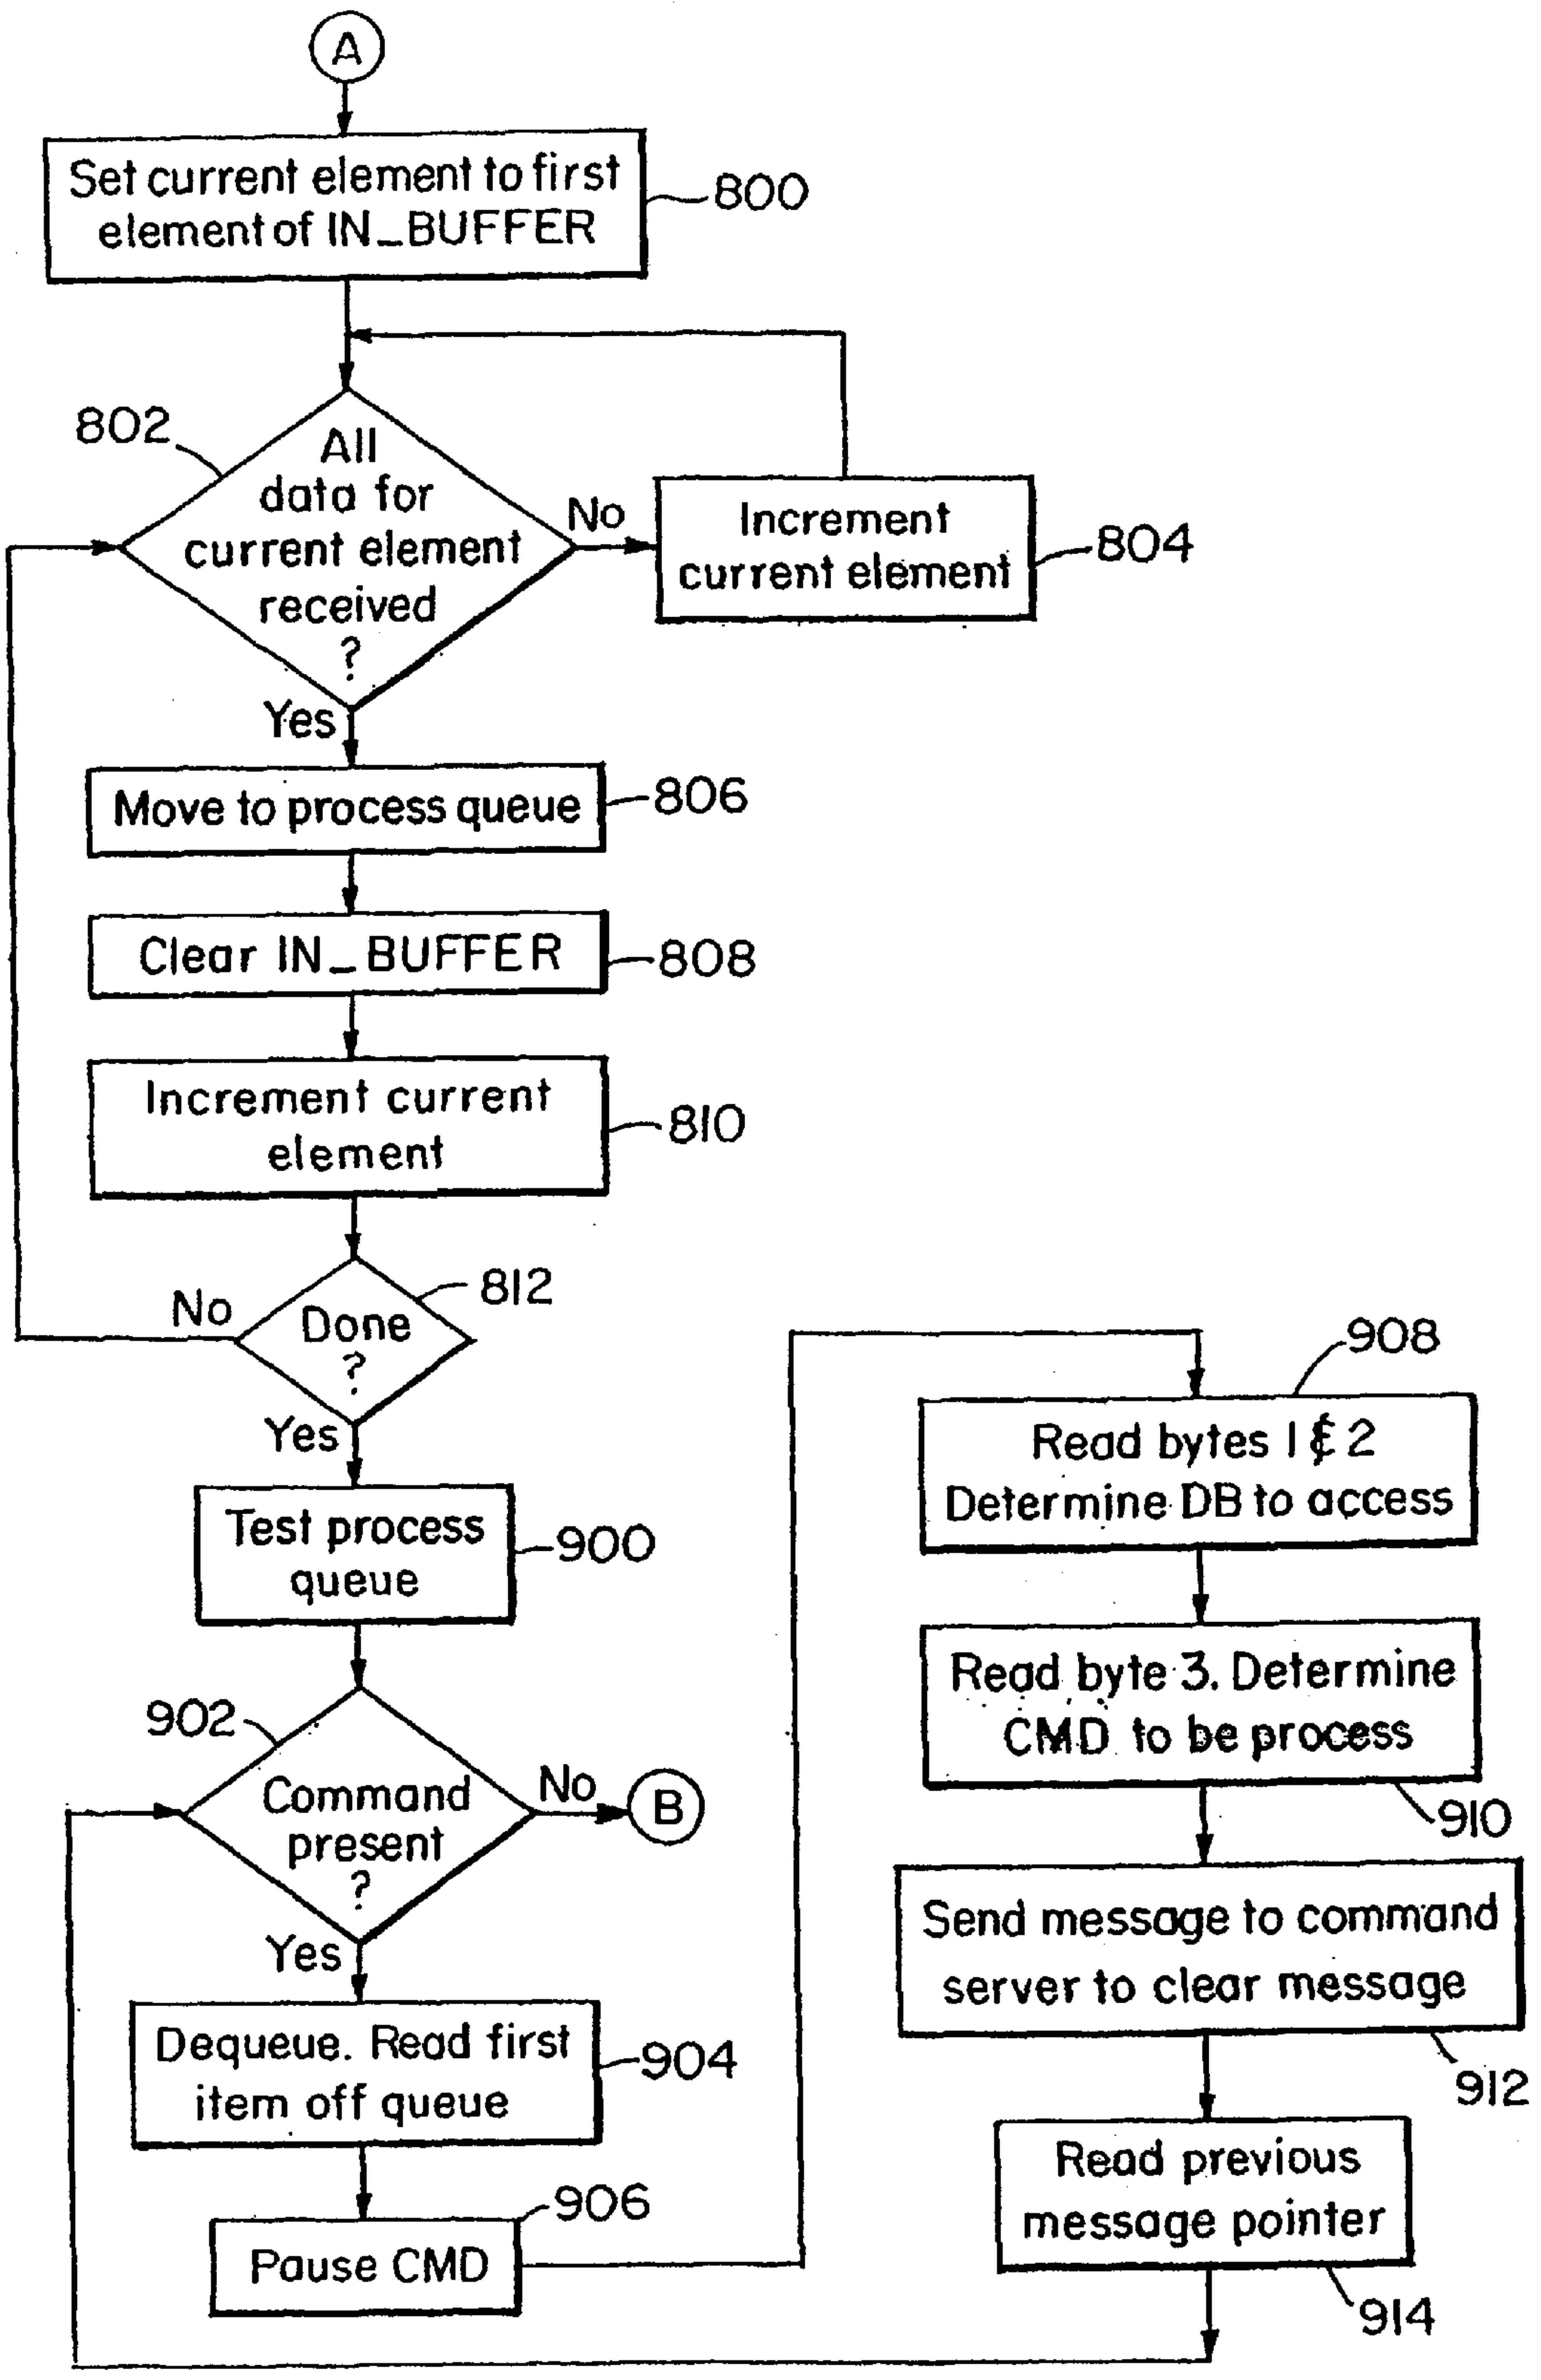 A
Set current element to first
element of IN_BUFFER
800
802
All
data for
current element
received
?
No
Increment
current element
804
Yes
Move to process queue
806
Clear IN_BUFFER
808
Increment current
element
810
Done
?
812
No
Yes
Test process
queue
900
902
Command
present
?
No
B
Yes
Dequeue. Read first
item off queue
904
Pause CMD
906
908
Read bytes 1 & 2
Determine DB to access
Read byte 3. Determine
CMD to be process
910
Send message to command
server to clear message
912
Read previous
message pointer
914